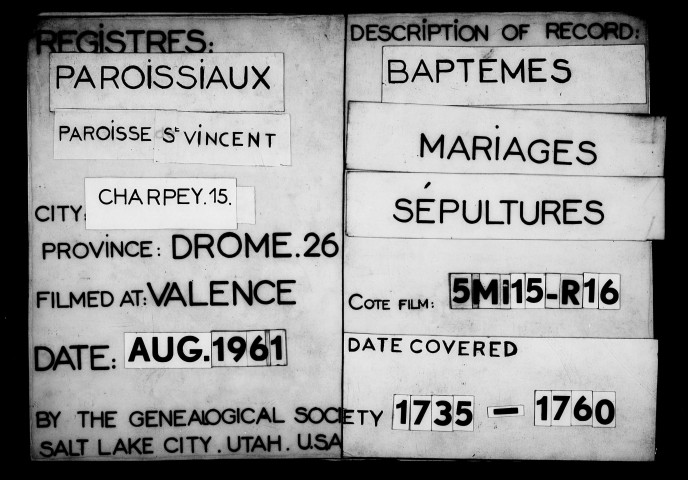 REGISTRES:
PAROISSIAUX
PAROISSE St VINCENT
CITY: CHARPEY.15.
PROVINCE: DROME.26
FILMED AT: VALENCE
DATE: AUG.1961
BY THE GENEALOGICAL SOCIETY
SALT LAKE CITY. UTAH. U.S.A
DESCRIPTION OF RECORD:
BAPTEMES
MARIAGES
SÉPULTURES
COTE FILM: 5Mi15-R16
DATE COVERED
1735 - 1760